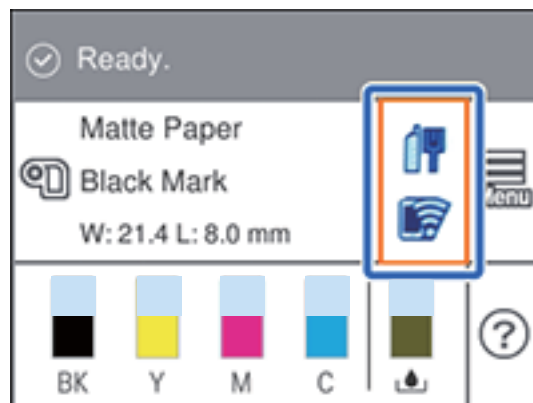 Ready.
Matte Paper
Black Mark
W: 21.4 L: 8.0 mm
Menu
BK Y M C
?